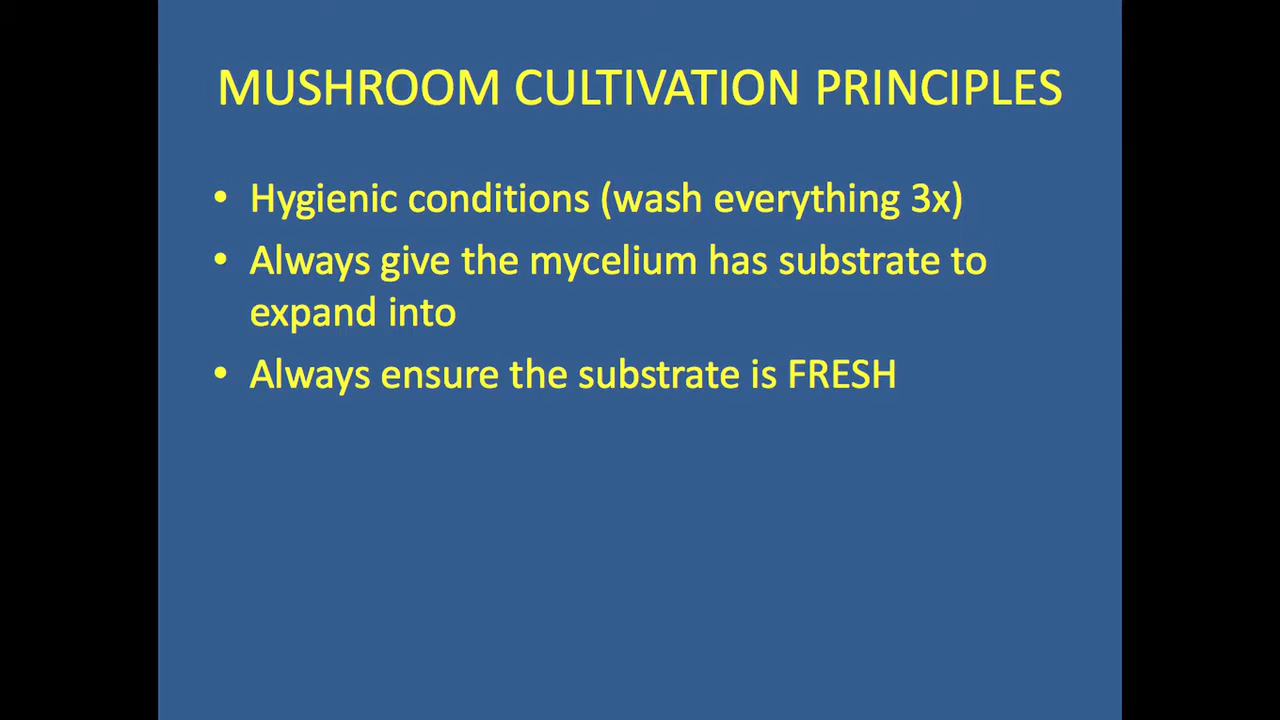 MUSHROOM CULTIVATION PRINCIPLES
• Hygienic conditions (wash everything 3x)
• Always give the mycelium has substrate to
expand into
• Always ensure the substrate is FRESH